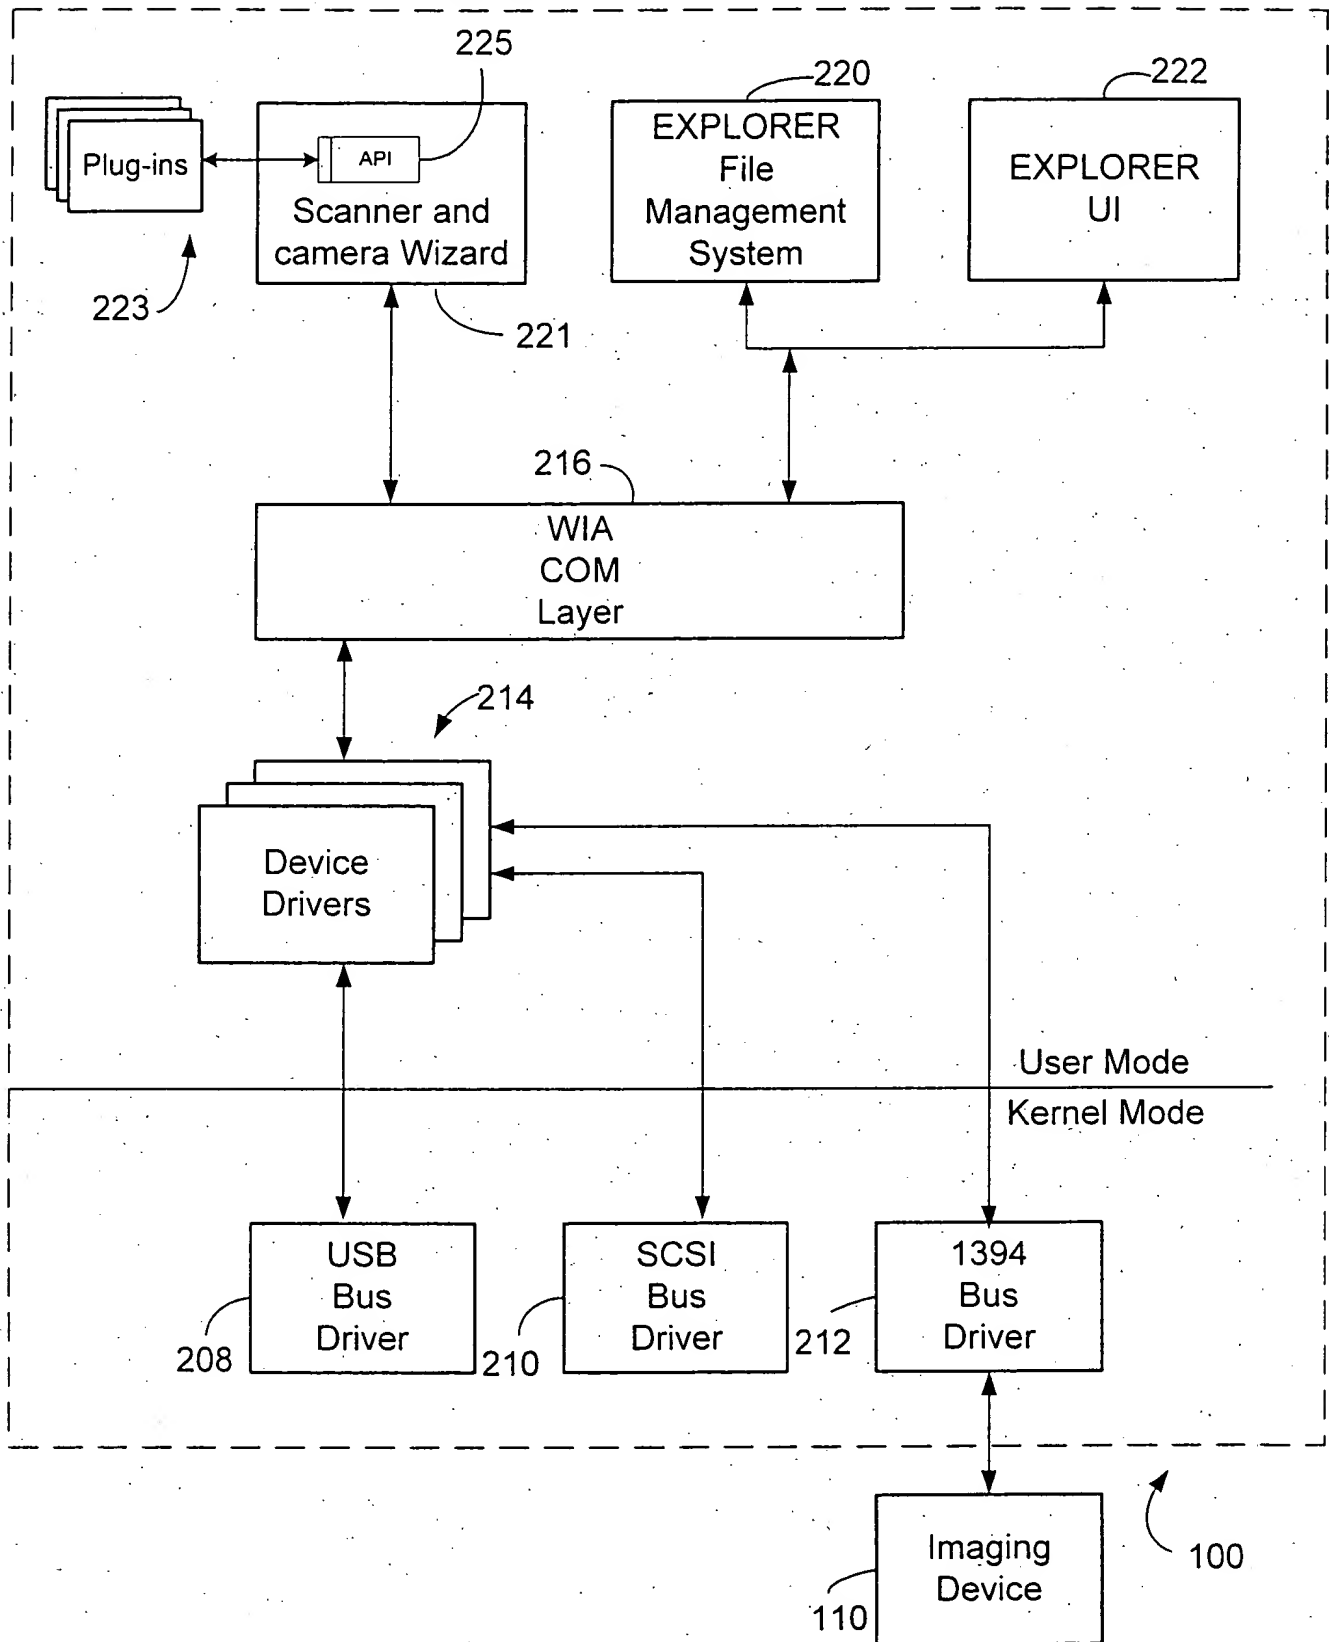 225
220
222
Plug-ins
API
Scanner and
camera Wizard
EXPLORER
File
Management
System
EXPLORER
UI
223
221
216
WIA
COM
Layer
214
Device
Drivers
User Mode
Kernel Mode
USB
Bus
Driver
208
SCSI
Bus
Driver
210
1394
Bus
Driver
212
Imaging
Device
110
100